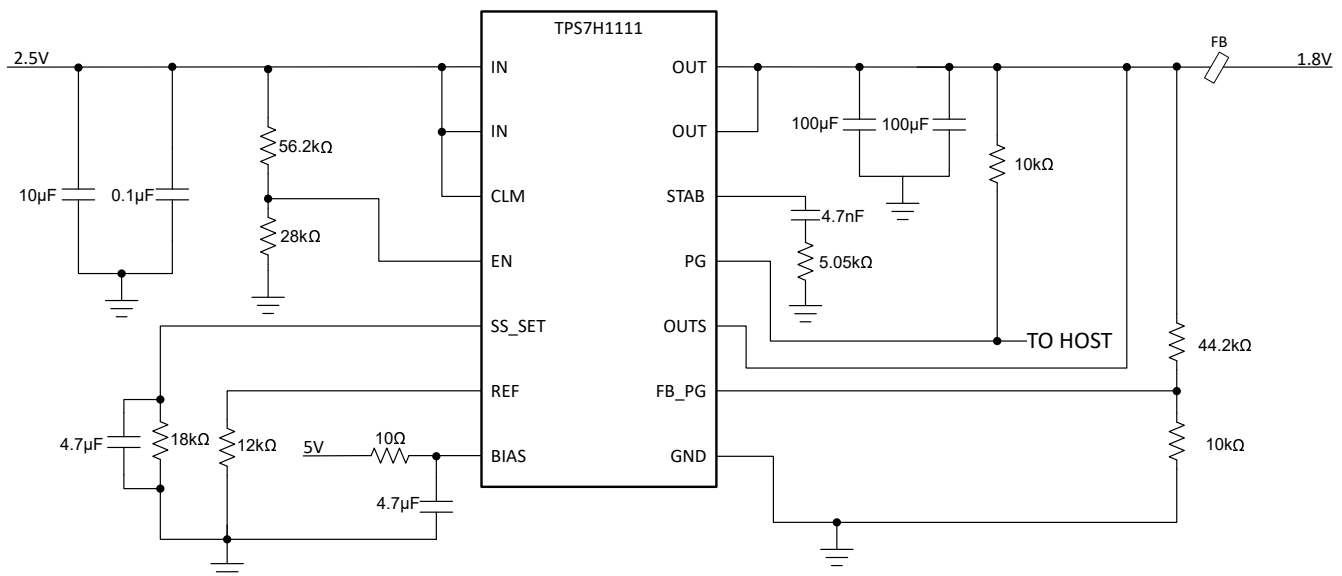 TPS7H1111
2.5V
IN
OUT
FB
1.8V
IN
OUT
56.2kΩ
100µF
100µF
10kΩ
10µF
0.1µF
CLM
STAB
4.7nF
28kΩ
EN
PG
5.05kΩ
SS_SET
OUTS
TO HOST
44.2kΩ
REF
FB_PG
4.7µF
18kΩ
12kΩ
5V
10Ω
BIAS
GND
10kΩ
4.7µF